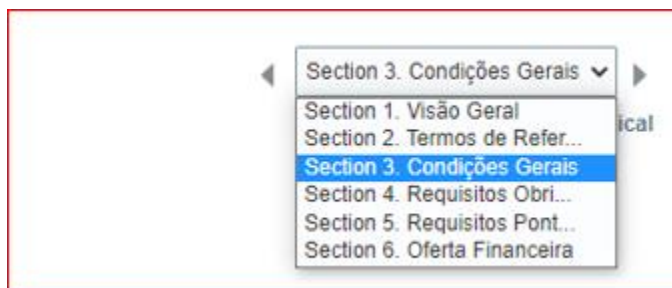 Section 3. Condições Gerais
Section 1. Visão Geral
Section 2. Termos de Refer...
ical
Section 3. Condições Gerais
Section 4. Requisitos Obri...
Section 5. Requisitos Pont...
Section 6. Oferta Financeira